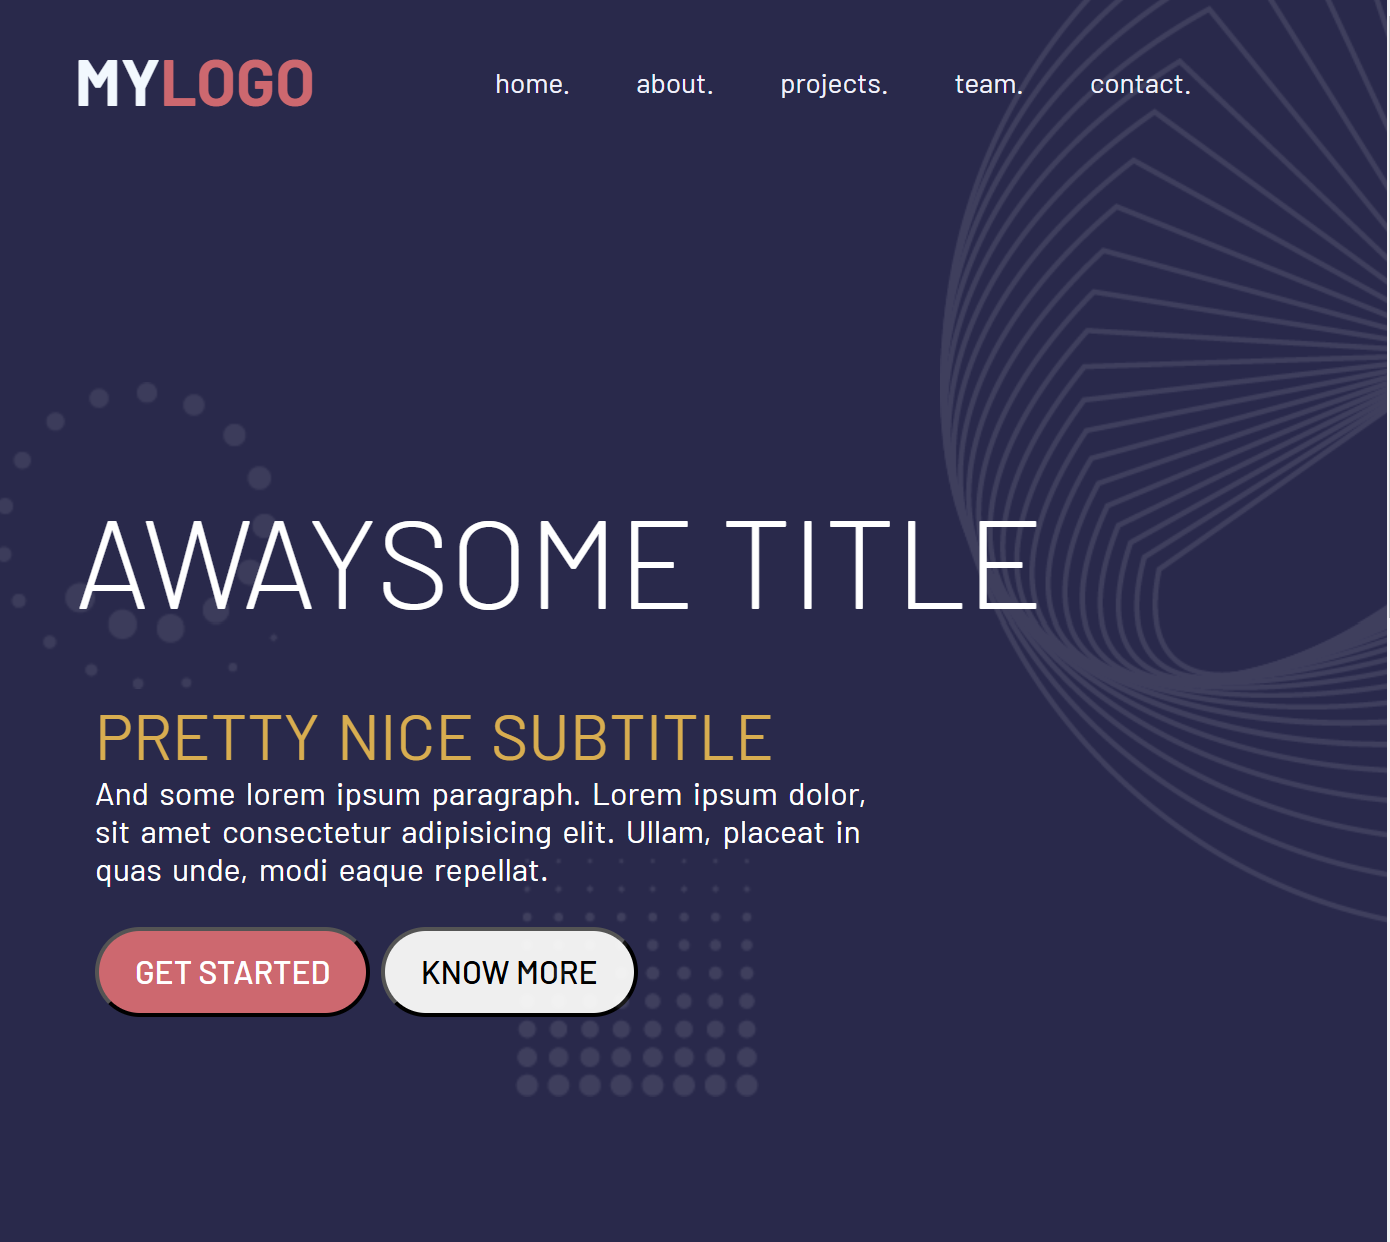 MYLOGO home. about. projects. team. contact.
AWAYSOME TITLE
PRETTY NICE SUBTITLE
And some lorem ipsum paragraph. Lorem ipsum dolor,
sit amet consectetur adipisicing elit. Ullam, placeat in
quas unde, modi eaque repellat.
GET STARTED KNOW MORE